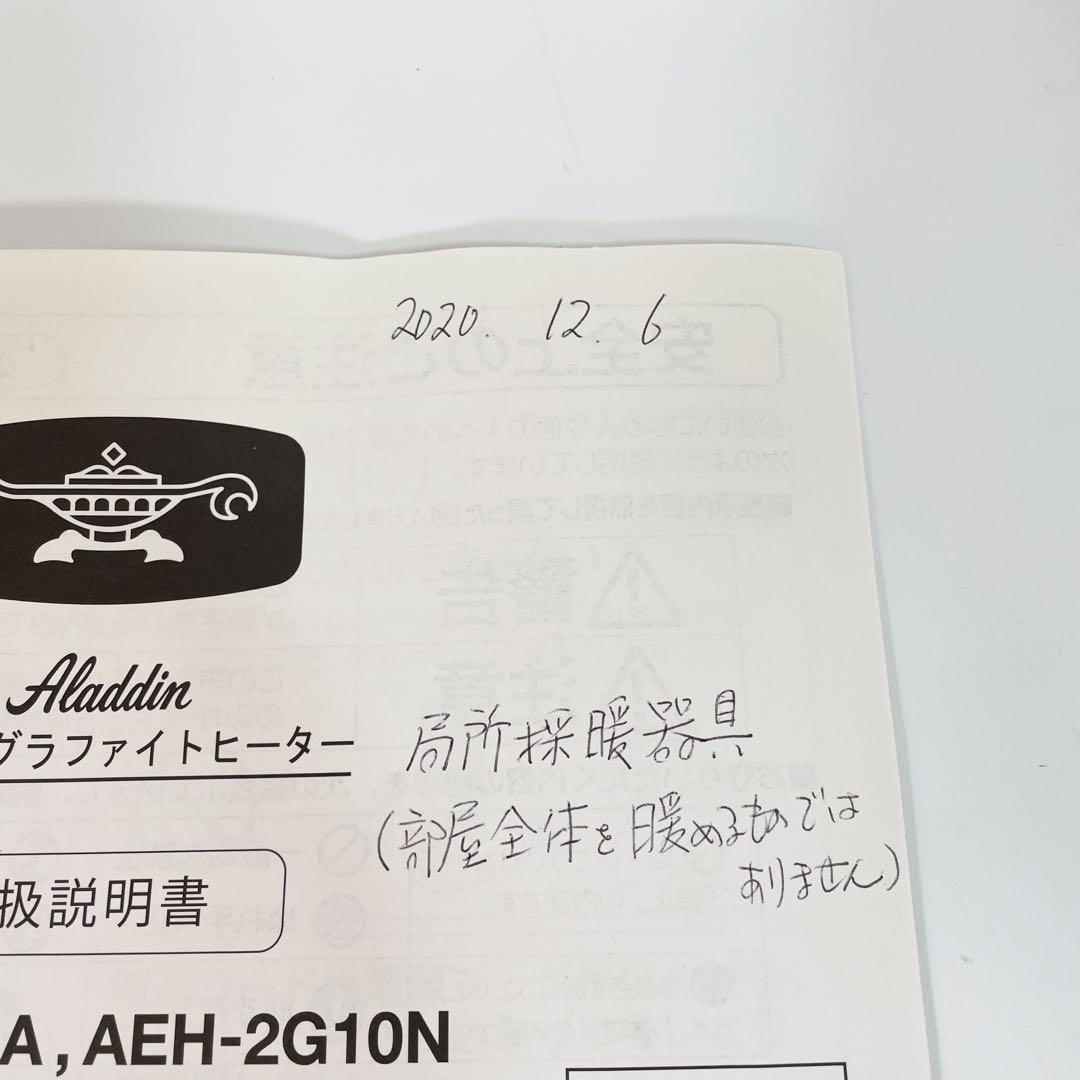 2020. 12. 6
Aladdin
グラファイトヒーター
局所採暖器具
(部屋全体を暖めるものでは
ありません)
扱説明書
A, AEH-2G10N